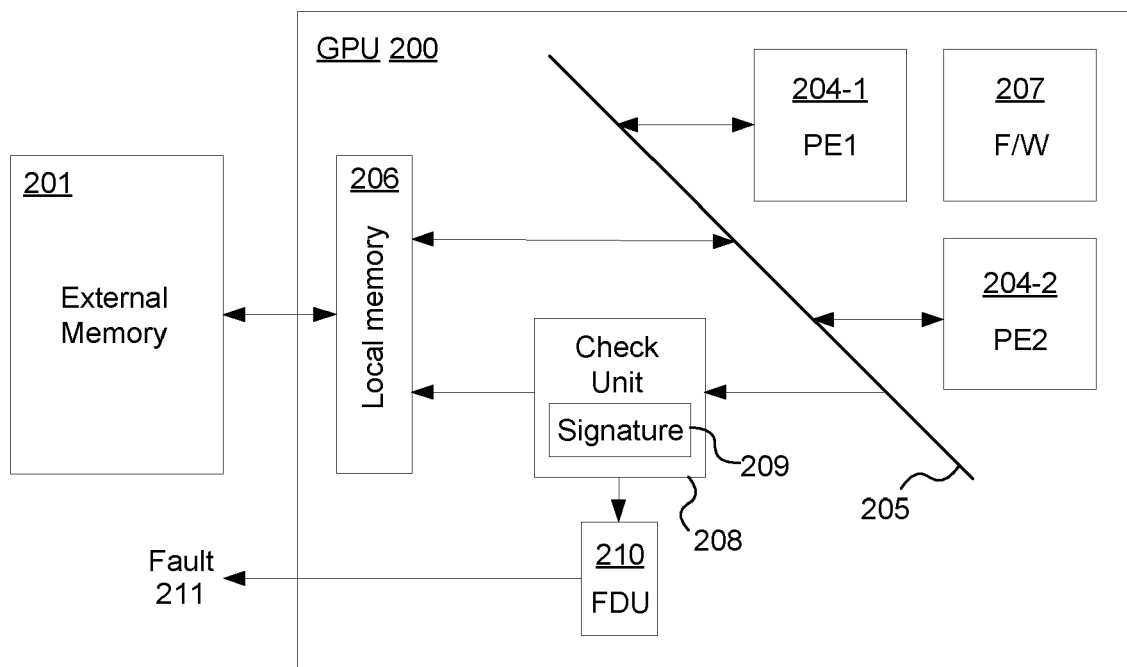 GPU 200
204-1
PE1
207
F/W
201
External
Memory
206
Local memory
204-2
PE2
Check
Unit
Signature
209
205
208
210
FDU
Fault
211